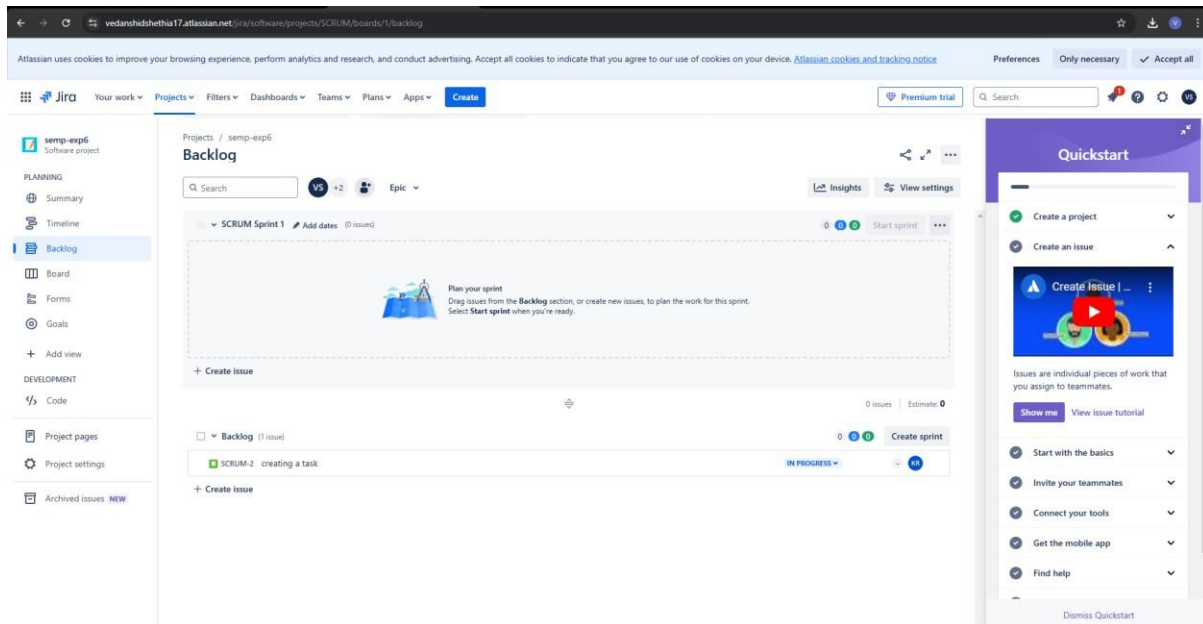 vedanshidshethia17.atlassian.net/jira/software/projects/SCRUM/boards/1/backlog
V
Atlassian uses cookies to improve your browsing experience, perform analytics and research, and conduct advertising. Accept all cookies to indicate that you agree to our use of cookies on your device. Atlassian cookies and tracking notice
Preferences Only necessary Accept all
Jira Your work Projects Filters Dashboards Teams Plans Apps Create Premium trial Search 1 VS
semp-exp6
Software project
PLANNING
Summary
Timeline
Backlog
Board
Forms
Goals
Add view
DEVELOPMENT
Code
Project pages
Project settings
Archived issues NEW
Projects / semp-exp6
Backlog
Search VS +2 Epic Insights View settings
SCRUM Sprint 1 Add dates (0 issues) 0 0 0 Start sprint
Plan your sprint
Drag issues from the Backlog section, or create new issues, to plan the work for this sprint.
Select Start sprint when you're ready.
+ Create issue
0 issues Estimate: 0
Backlog (1 issue) 0 0 0 Create sprint
SCRUM-2 creating a task IN PROGRESS - KR
+ Create issue
Quickstart
Create a project
Create an issue
Create Issue | ...
Issues are individual pieces of work that
you assign to teammates.
Show me View issue tutorial
Start with the basics
Invite your teammates
Connect your tools
Get the mobile app
Find help
Dismiss Quickstart